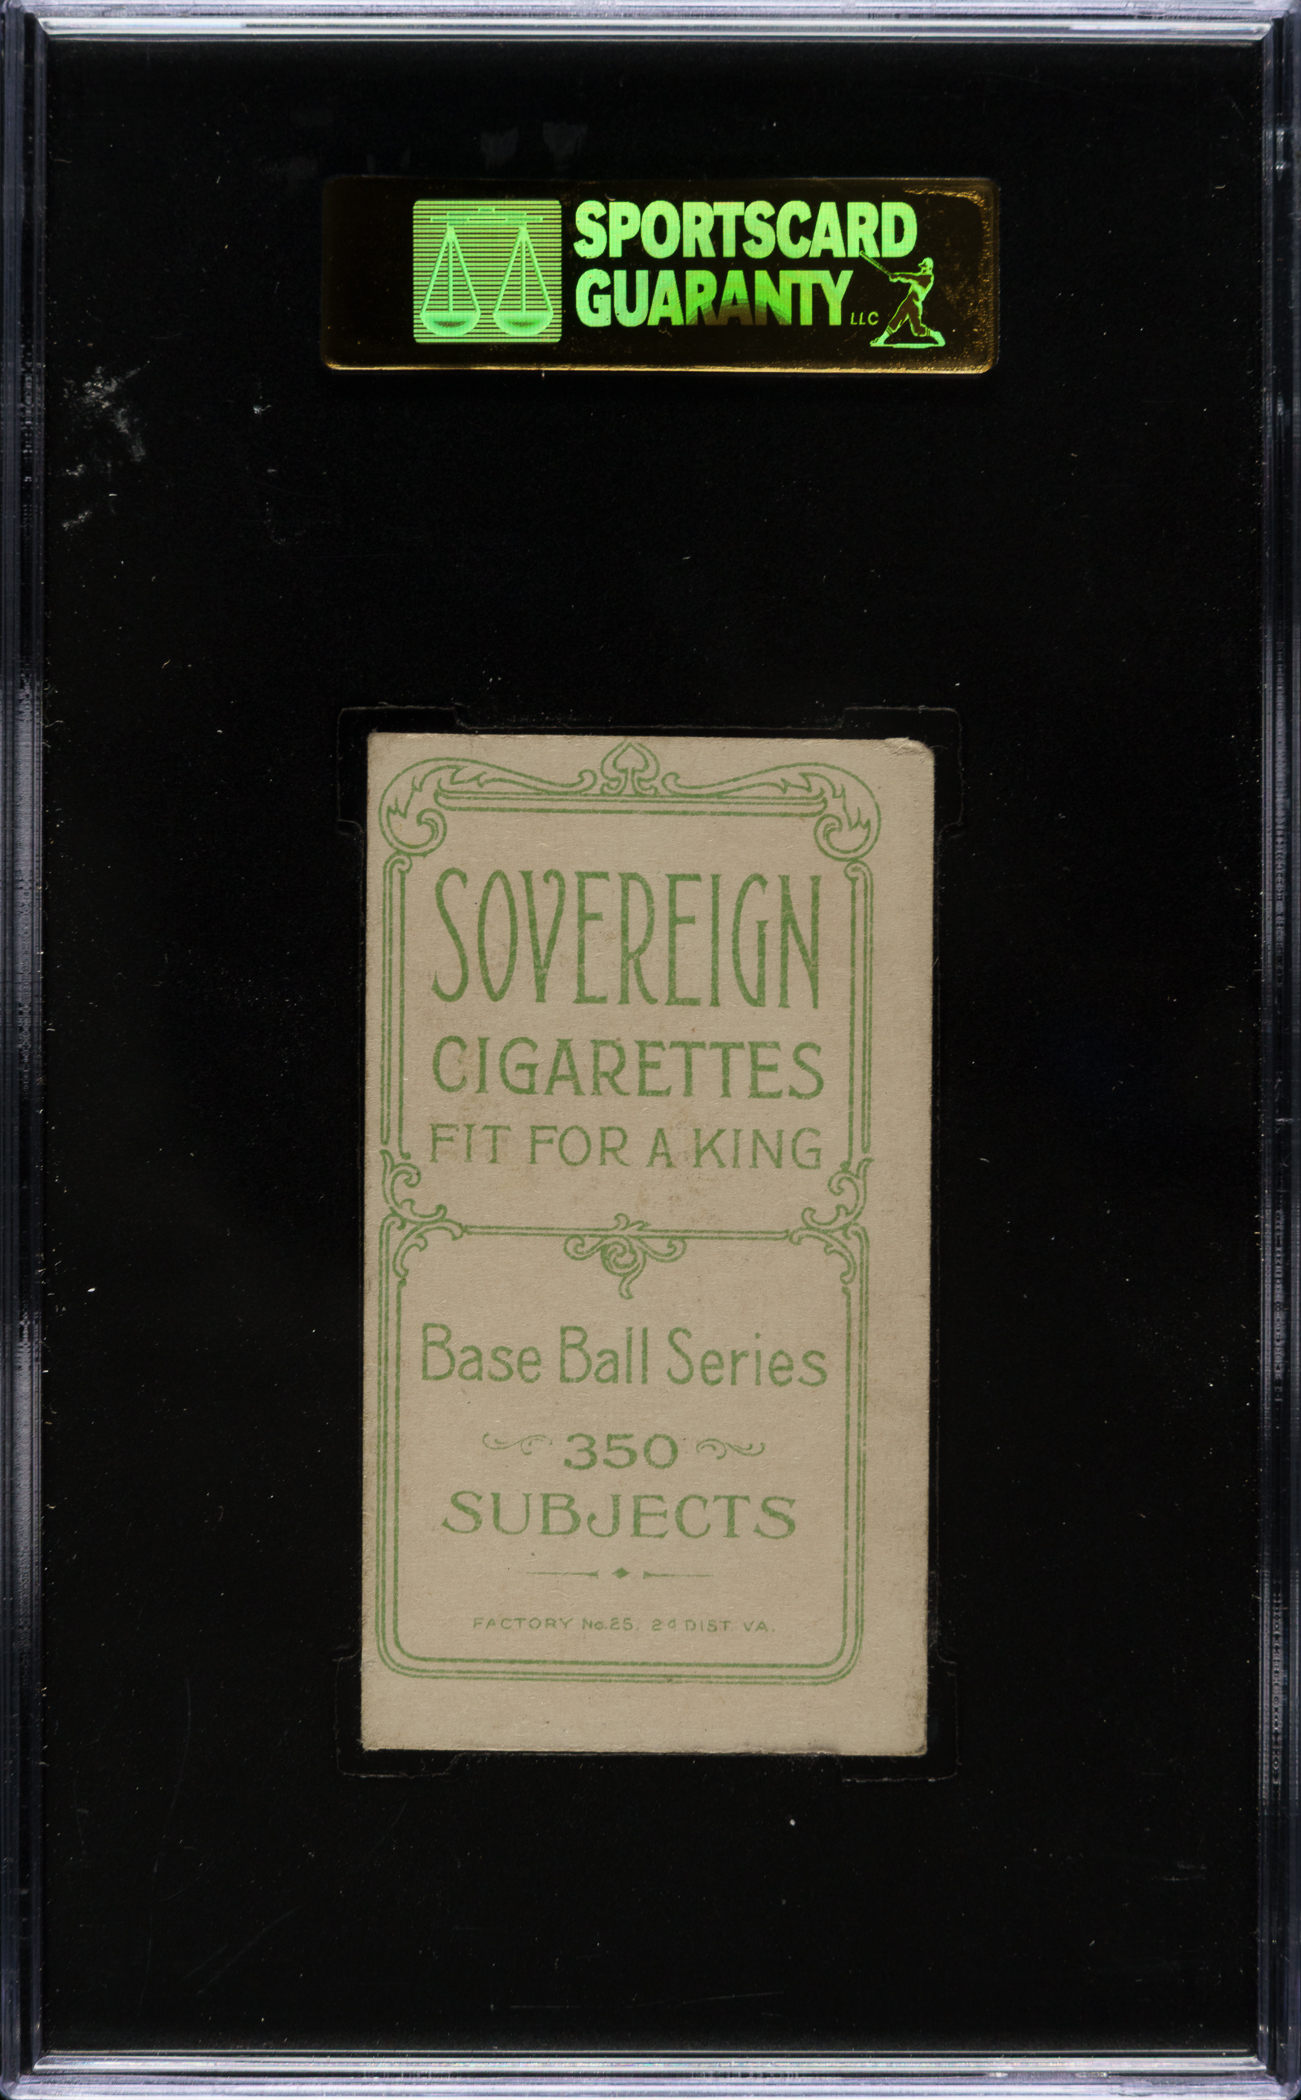 SPORTSCARD
GUARANTY LLC
SOVEREIGN
CIGARETTES
FIT FOR A KING
Base Ball Series
350
SUBJECTS
FACTORY No.25, 2d DIST. VA.